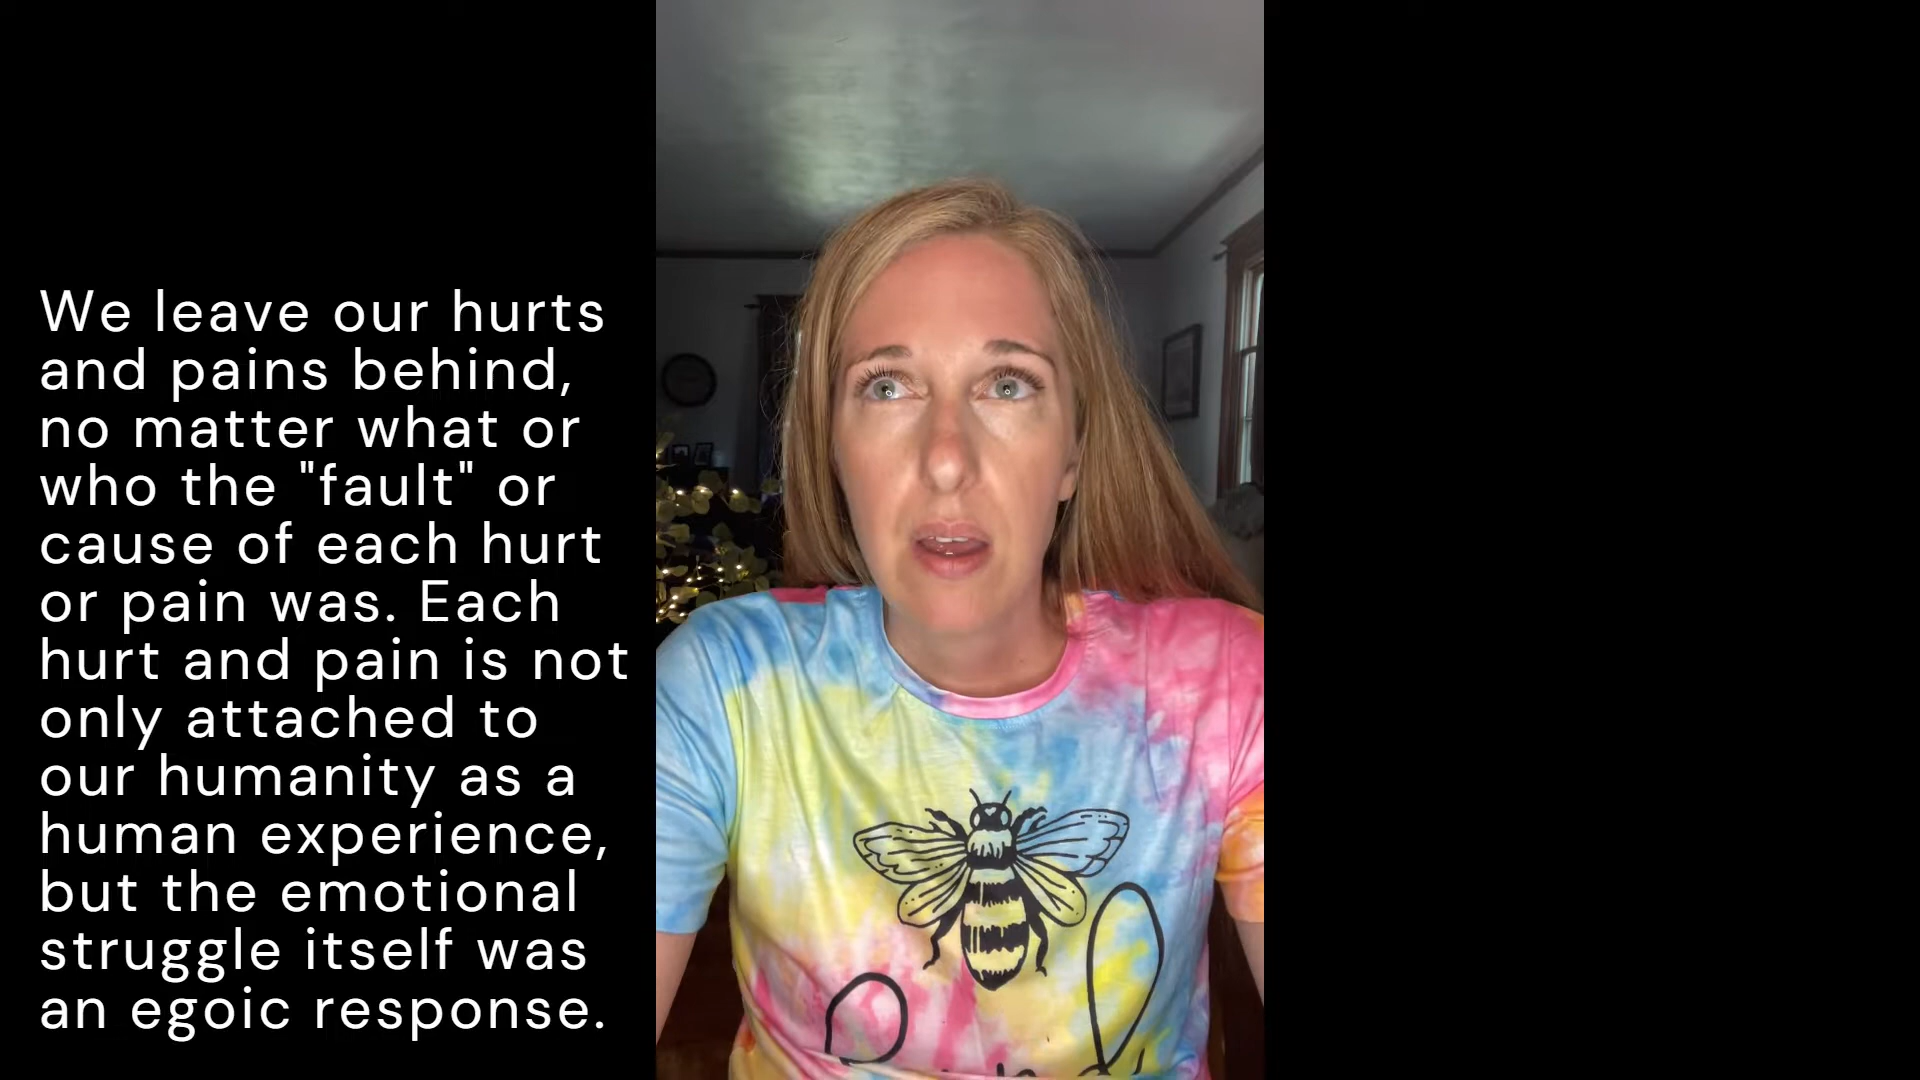 We leave our hurts
and pains behind,
no matter what or
who the "fault" or
cause of each hurt
or pain was. Each
hurt and pain is not
only attached to
our humanity as a
human experience,
but the emotional
struggle itself was
an egoic response.